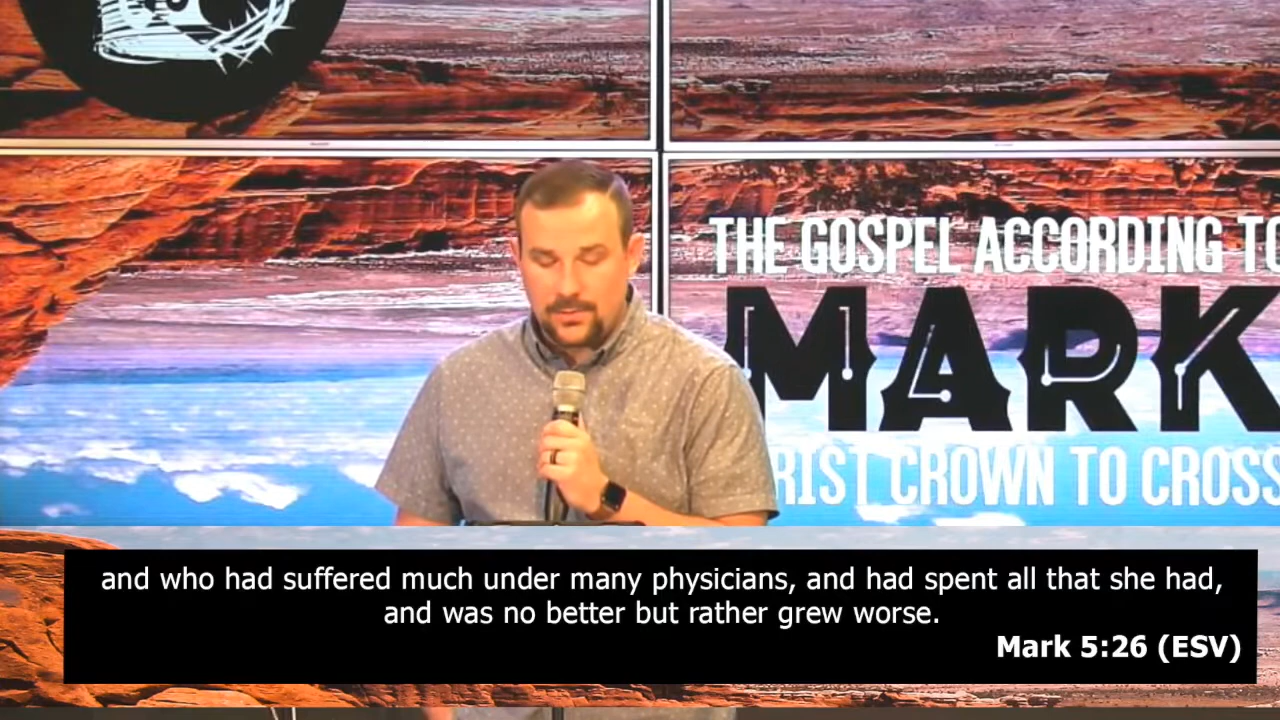 THE GOSPEL ACCORDING TO
MARK
RIST CROWN TO CROSS
and who had suffered much under many physicians, and had spent all that she had,
and was no better but rather grew worse.
Mark 5:26 (ESV)